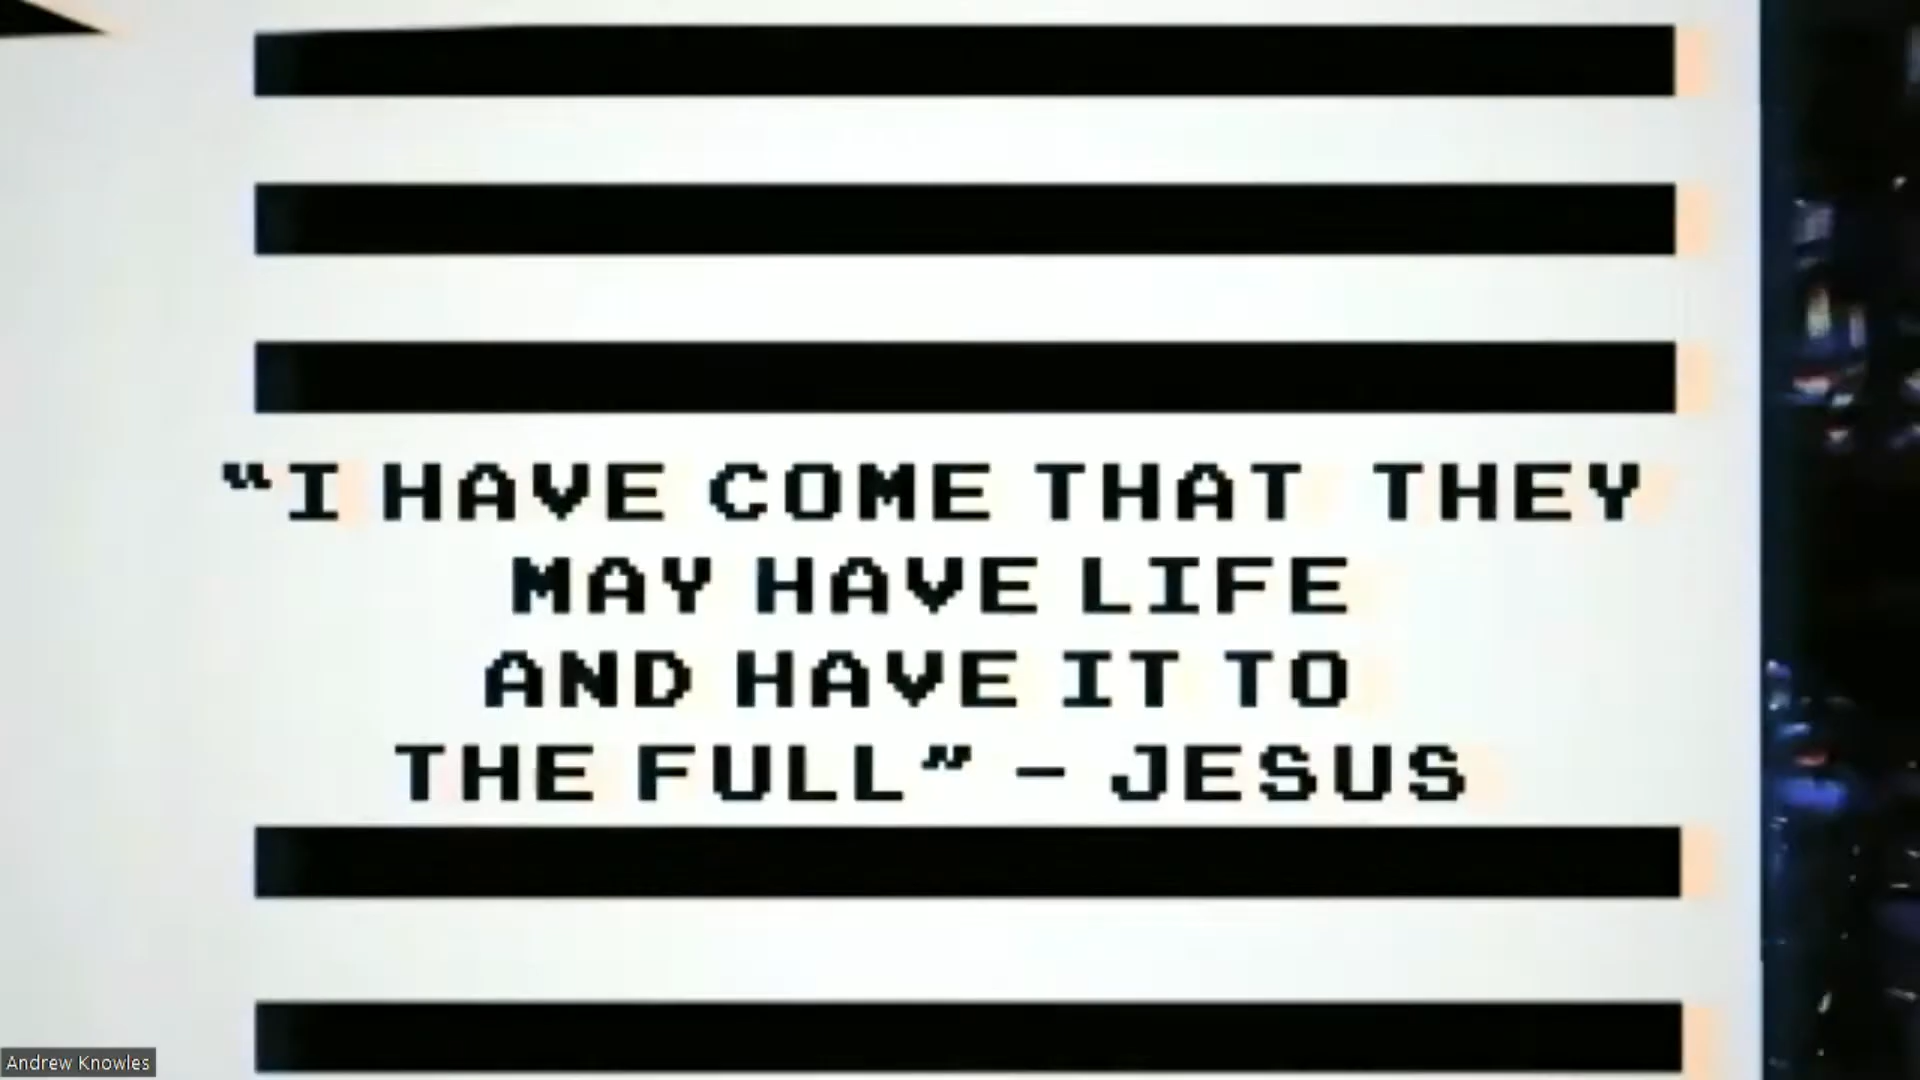 “I HAVE COME THAT THEY
MAY HAVE LIFE
AND HAVE IT TO
THE FULL” – JESUS
Andrew Knowles